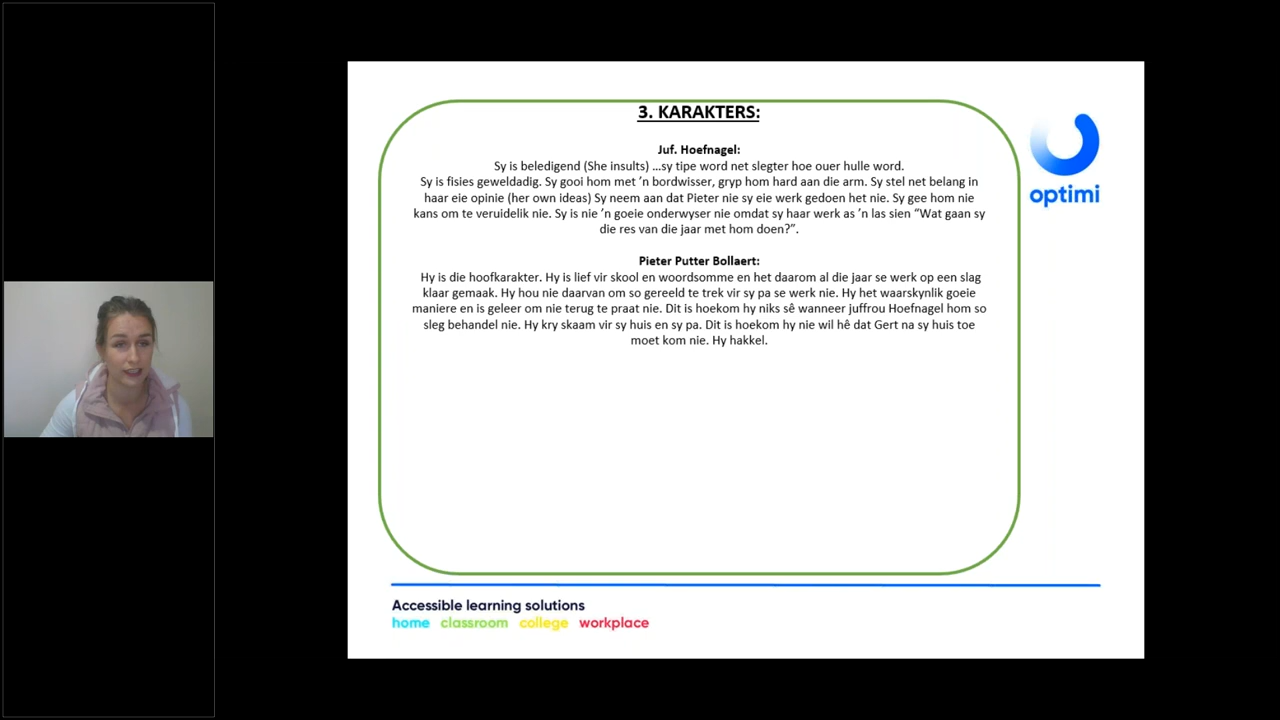 3. KARAKTERS:
Juf. Hoefnagel:
Sy is beledigend (She insults) ...sy tipe word net slegter hoe ouer hulle word.
Sy is fisies geweldadig. Sy gooi hom met 'n bordwisser, gryp hom hard aan die arm. Sy stel net belang in
haar eie opinie (her own ideas) Sy neem aan dat Pieter nie sy eie werk gedoen het nie. Sy gee hom nie
kans om te veruidelik nie. Sy is nie 'n goeie onderwyser nie omdat sy haar werk as 'n las sien “Wat gaan sy
die res van die jaar met hom doen?”.
Pieter Putter Bollaert:
Hy is die hoofkarakter. Hy is lief vir skool en woordsomme en het daarom al die jaar se werk op een slag
klaar gemaak. Hy hou nie daarvan om so gereeld te trek vir sy pa se werk nie. Hy het waarskynlik goeie
maniere en is geleer om nie terug te praat nie. Dit is hoekom hy niks sê wanneer juffrou Hoefnagel hom so
sleg behandel nie. Hy kry skaam vir sy huis en sy pa. Dit is hoekom hy nie wil hê dat Gert na sy huis toe
moet kom nie. Hy hakkel.
optimi
Accessible learning solutions
home classroom college workplace